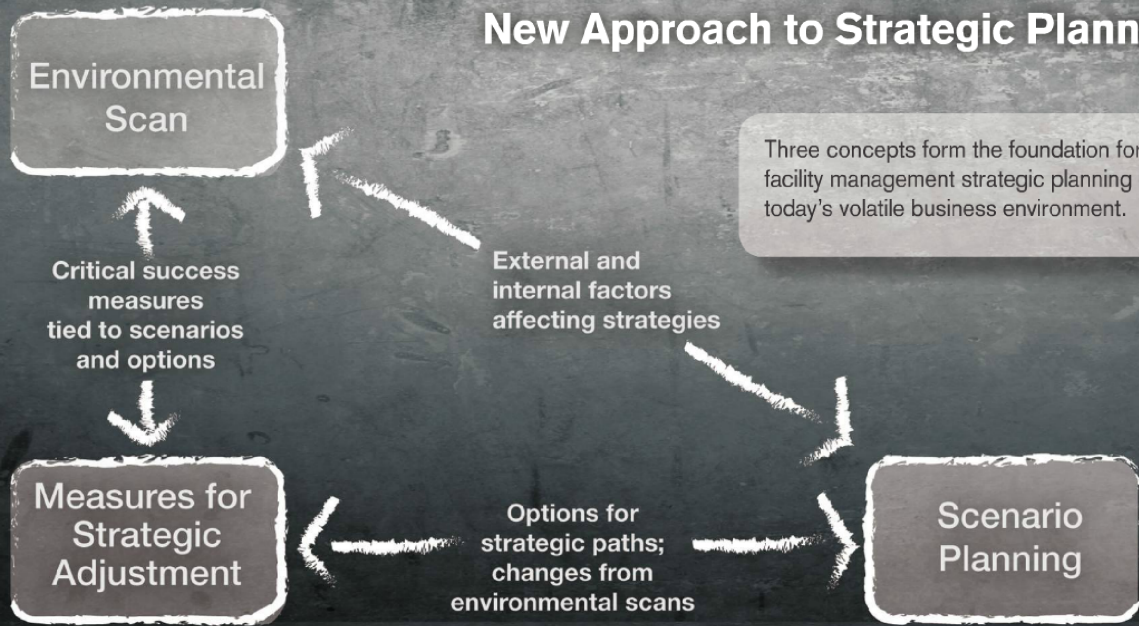 New Approach to Strategic Plann
Environmental
Scan
Three concepts form the foundation for
facility management strategic planning
today's volatile business environment.
External and
internal factors
affecting strategies
Critical success
measures
tied to scenarios
and options
Measures for
Strategic
Adjustment
Options for
strategic paths;
changes from
environmental scans
Scenario
Planning